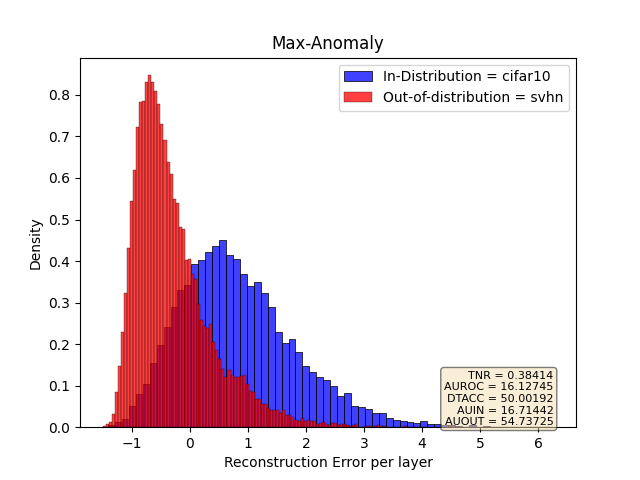 Max-Anomaly
In-Distribution = cifar10
Out-of-distribution = svhn
Density
0.8
0.7
0.6
0.5
0.4
0.3
0.2
0.1
0.0
TNR = 0.38414
AUROC = 16.12745
DTACC = 50.00192
AUIN = 16.71442
AUOUT = 54.73725
−1 0 1 2 3 4 5 6
Reconstruction Error per layer